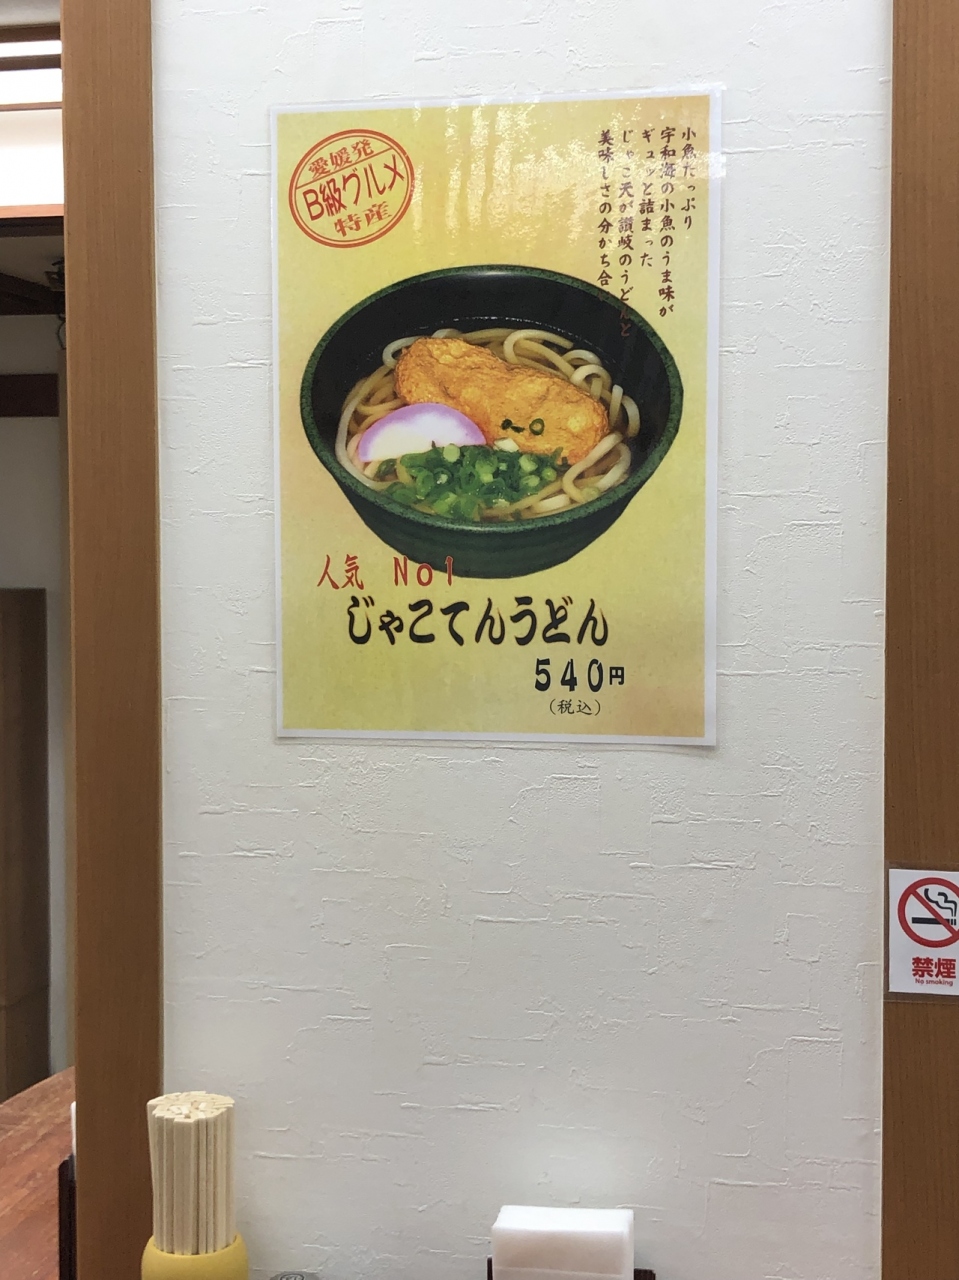 愛媛発
B級グルメ
特産
小魚たっぷり
宇和海の小魚のうま味が
ギュッと詰まった
じゃこ天が讃岐のうどんと
美味しさの分かち合
人気 No1
じゃこてんうどん
540円
(税込)
禁煙
No smoking